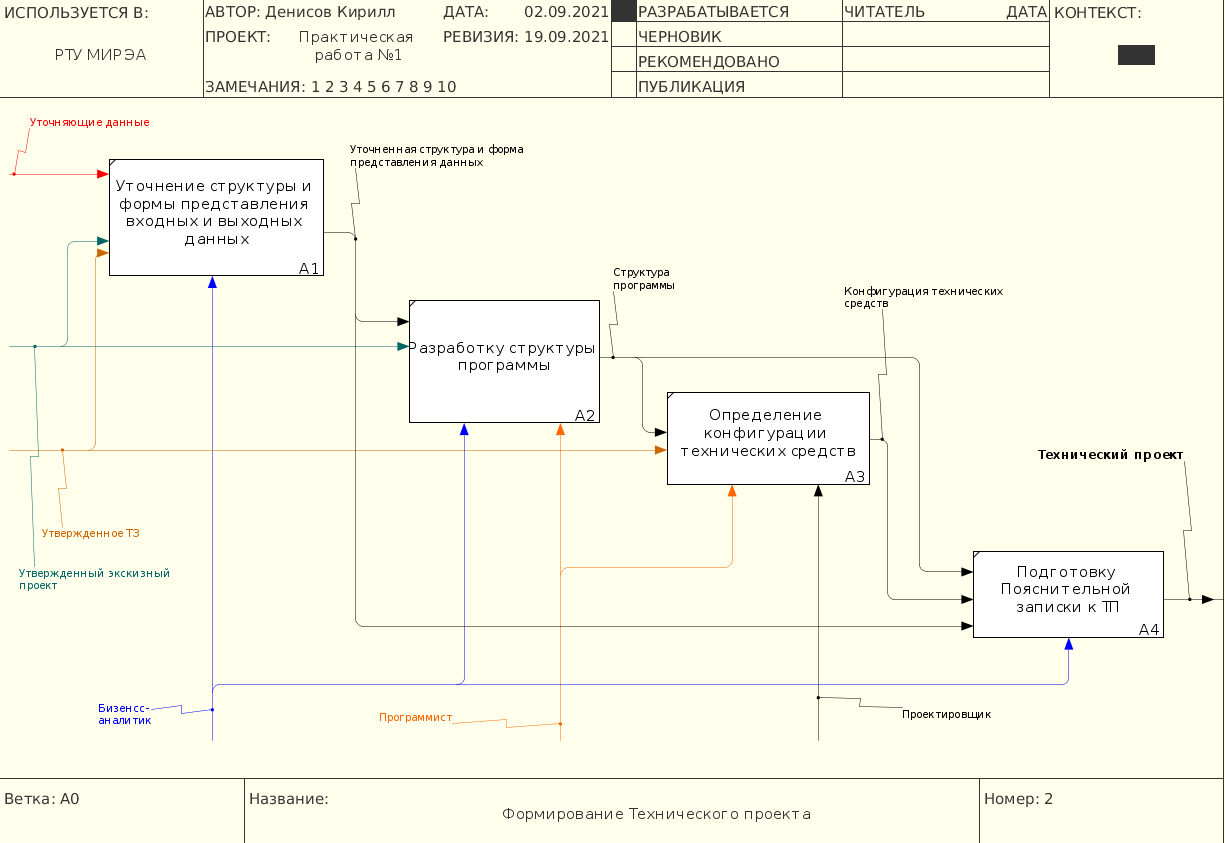 ИСПОЛЬЗУЕТСЯ В:
РТУ МИРЭА
АВТОР: Денисов Кирилл
ДАТА: 02.09.2021
ПРОЕКТ: Практическая
работа №1
РЕВИЗИЯ: 19.09.2021
ЗАМЕЧАНИЯ: 1 2 3 4 5 6 7 8 9 10
РАЗРАБАТЫВАЕТСЯ
ЧЕРНОВИК
РЕКОМЕНДОВАНО
ПУБЛИКАЦИЯ
ЧИТАТЕЛЬ
ДАТА
КОНТЕКСТ:
Уточняющие данные
Уточнение структуры и
формы представления
входных и выходных
данных
A1
Уточненная структура и форма
представления данных
Структура
программы
Разработку структуры
программы
A2
Конфигурация технических
средств
Определение
конфигурации
технических средств
A3
Технический проект
Утвержденное ТЗ
Утвержденный экскизный
проект
Подготовку
Пояснительной
записки к ТП
A4
Бизенсс-
аналитик
Программист
Проектировщик
Ветка: A0
Название:
Формирование Технического проекта
Номер: 2